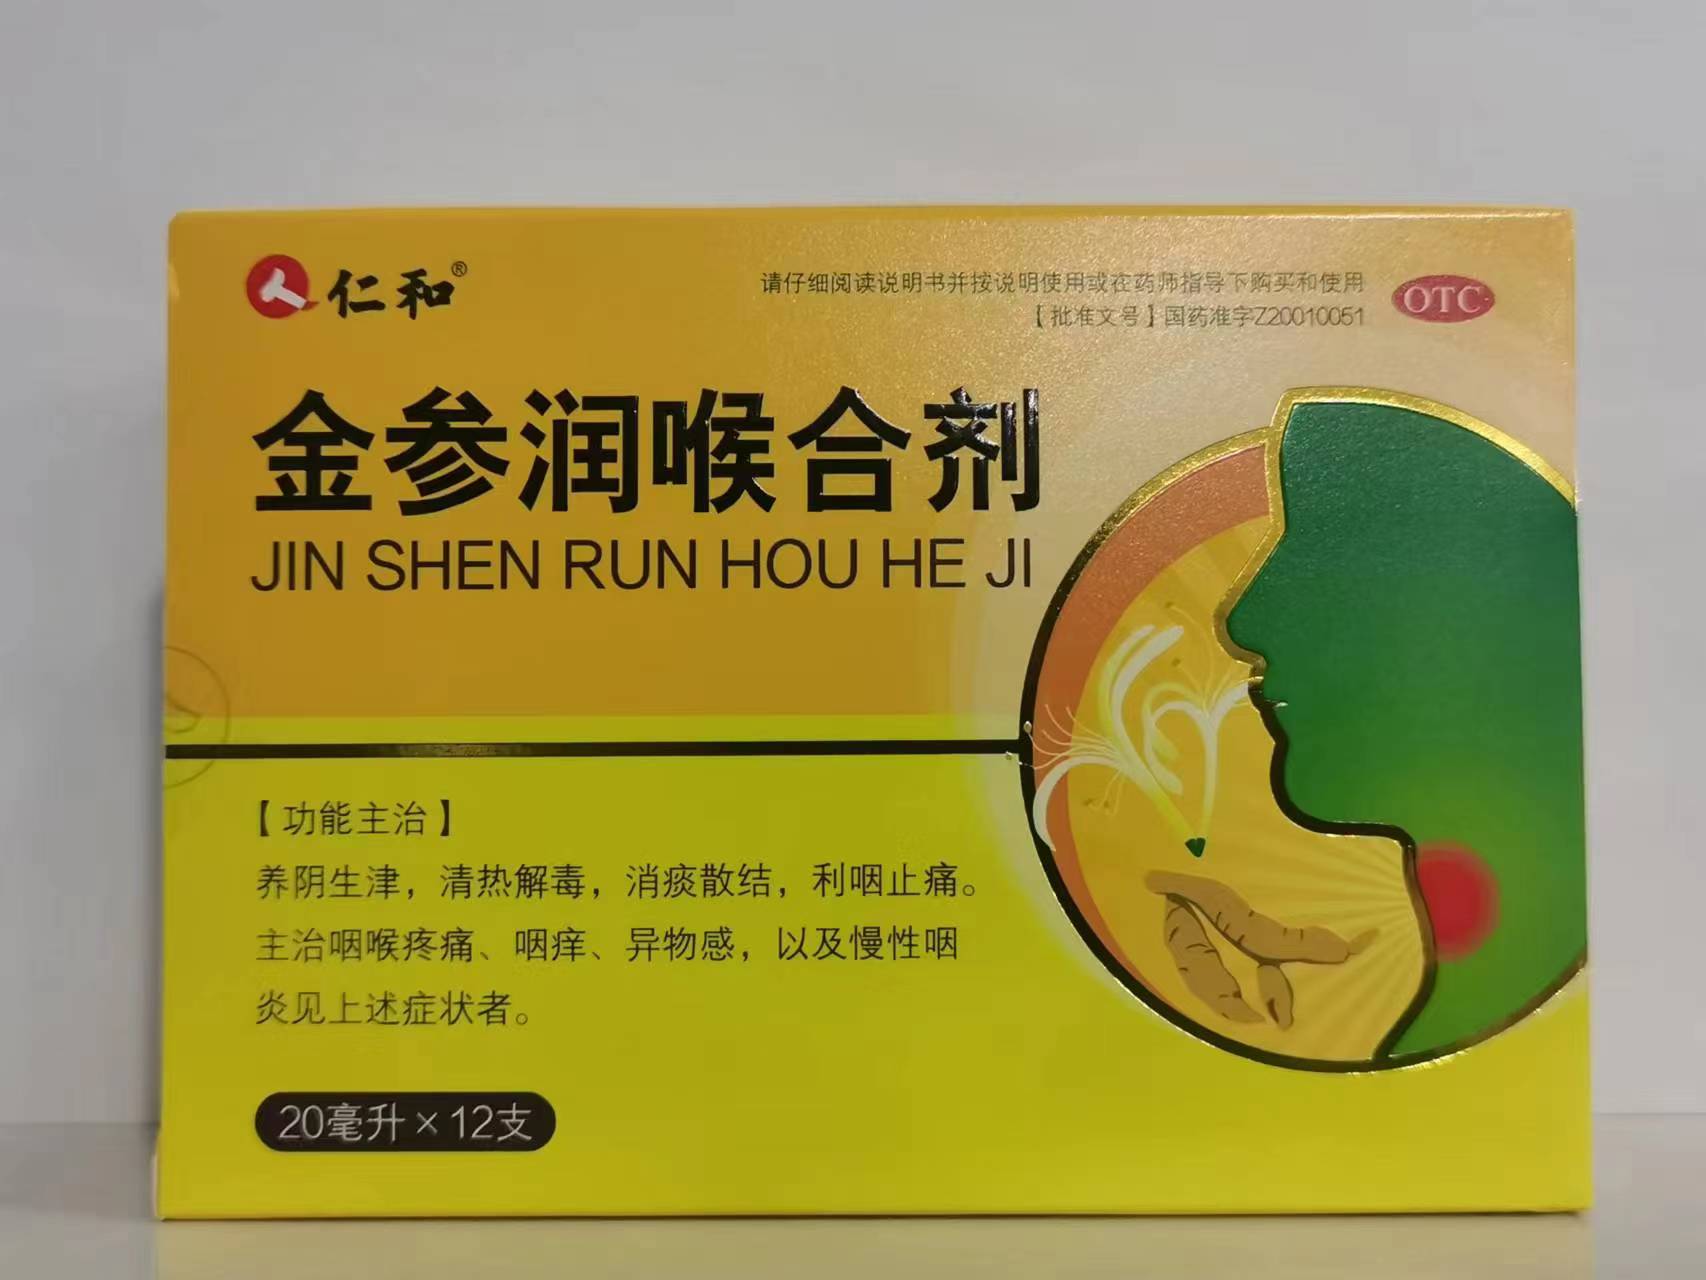 仁和®
请仔细阅读说明书并按说明使用或在药师指导下购买和使用
【批准文号】国药准字Z20010051
OTC
金参润喉合剂
JIN SHEN RUN HOU HE JI
【功能主治】
养阴生津，清热解毒，消痰散结，利咽止痛。
主治咽喉疼痛、咽痒、异物感，以及慢性咽
炎见上述症状者。
20毫升×12支